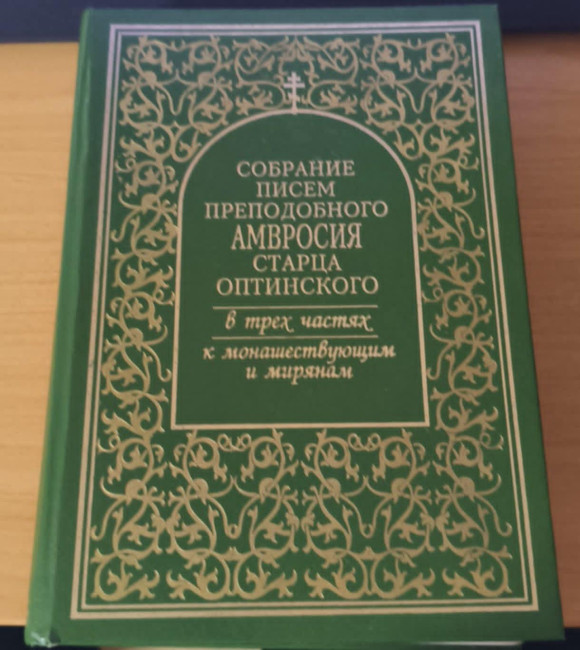 СОБРАНИЕ
ПИСЕМ
ПРЕПОДОБНОГО
АМВРОСИЯ
СТАРЦА
ОПТИНСКОГО
в трех частях
к монашествующим
и мирянам